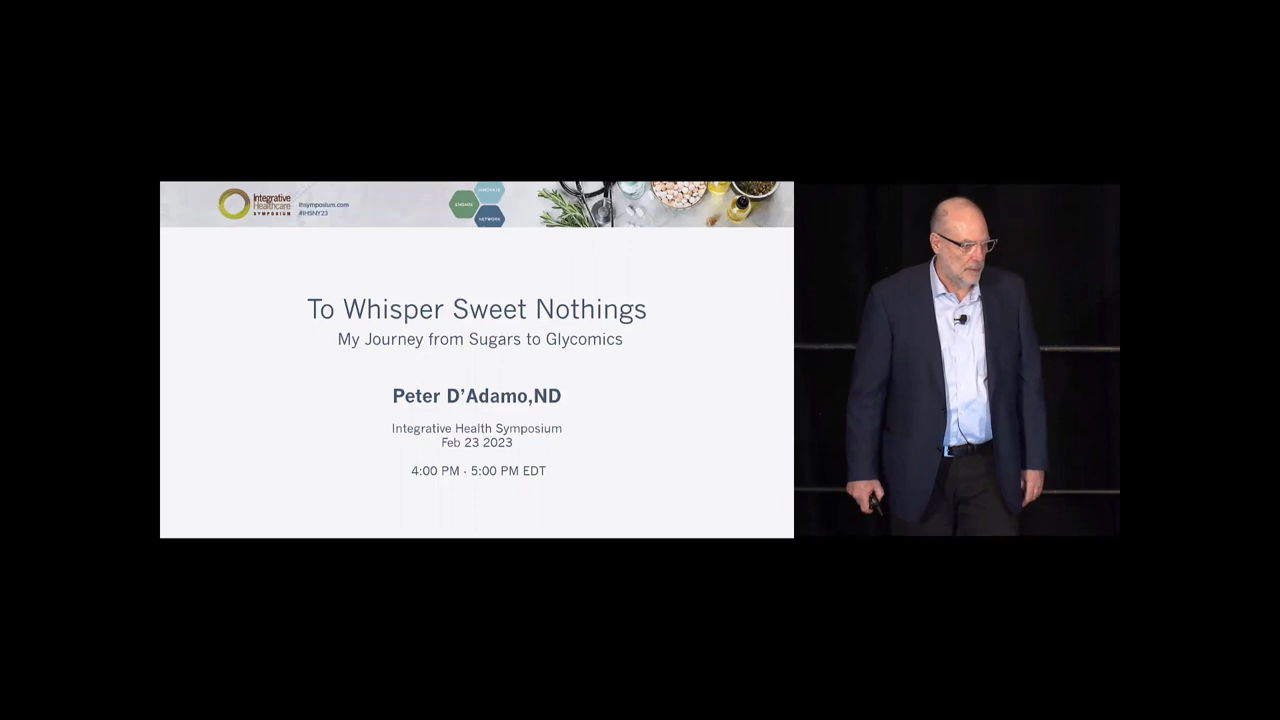 Integrative
Healthcare
SYMPOSIUM
ihsymposium.com
#IHSNY23
INNOVATE
ENGAGE
NETWORK
To Whisper Sweet Nothings
My Journey from Sugars to Glycomics
Peter D'Adamo,ND
Integrative Health Symposium
Feb 23 2023
4:00 PM - 5:00 PM EDT